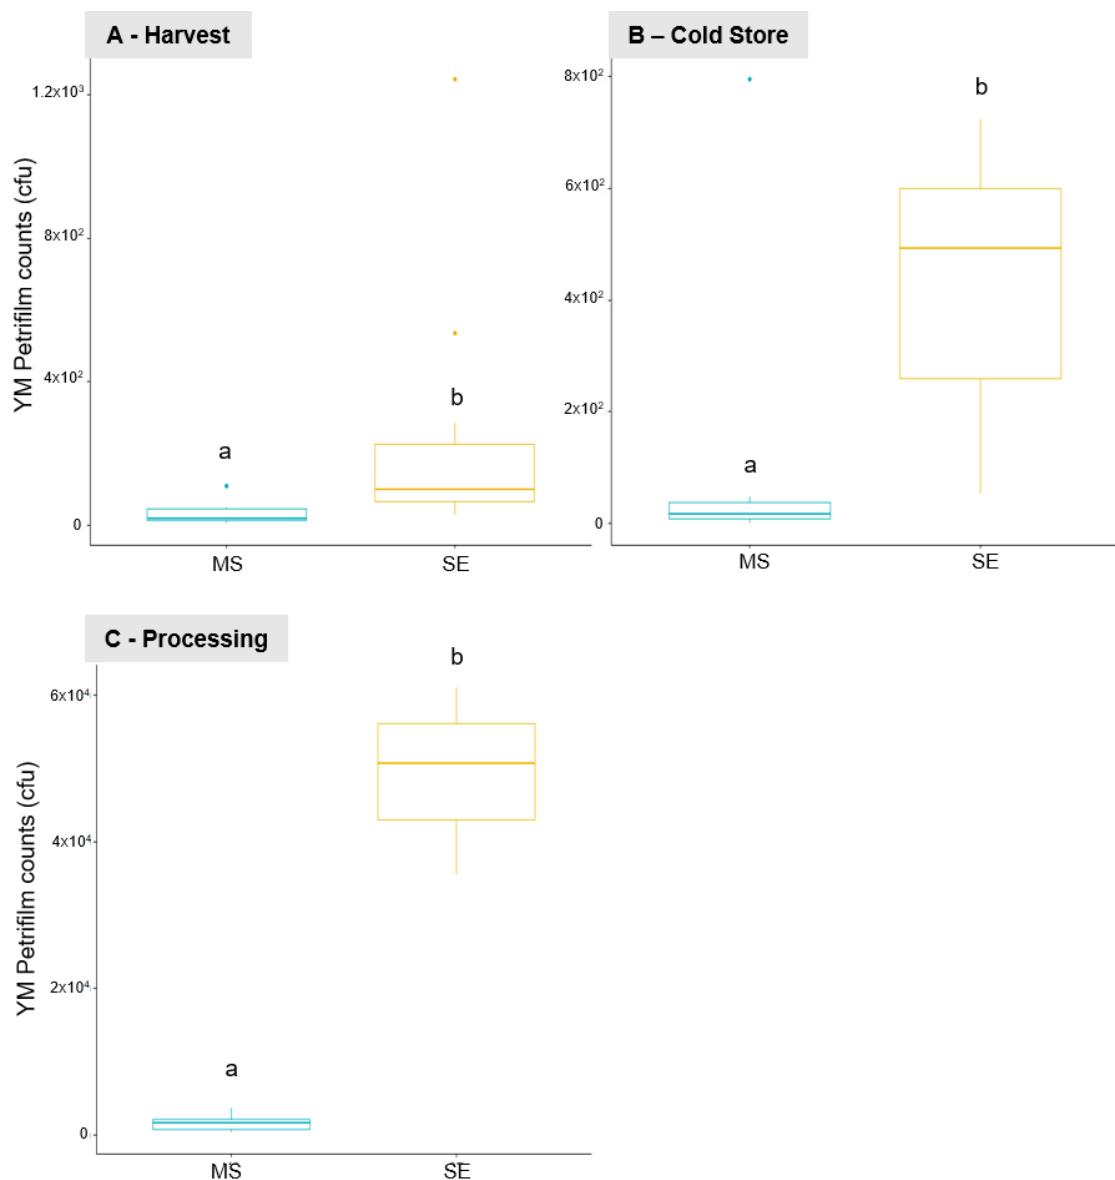 A - Harvest
YM Petrifilm counts (cfu)
1.2x10³
8x10²
4x10²
0
a
b
MS
SE
B – Cold Store
8x10²
6x10²
4x10²
2x10²
0
a
b
MS
SE
C - Processing
YM Petrifilm counts (cfu)
6x10⁴
4x10⁴
2x10⁴
0
a
b
MS
SE